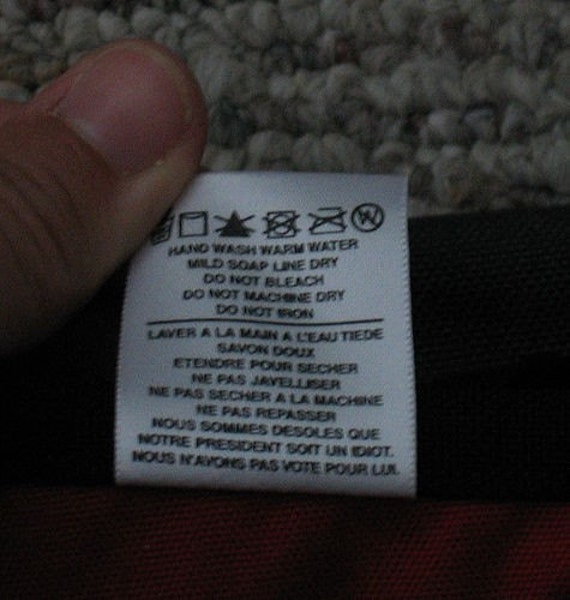 HAND WASH WARM WATER
MILD SOAP LINE DRY
DO NOT BLEACH
DO NOT MACHINE DRY
DO NOT IRON
LAVER A LA MAIN A L'EAU TIEDE
SAVON DOUX
ETENDRE POUR SECHER
NE PAS JAVELLISER
NE PAS SECHER A LA MACHINE
NE PAS REPASSER
NOUS SOMMES DESOLES QUE
NOTRE PRESIDENT SOIT UN IDIOT.
NOUS N'AVONS PAS VOTE POUR LUI.